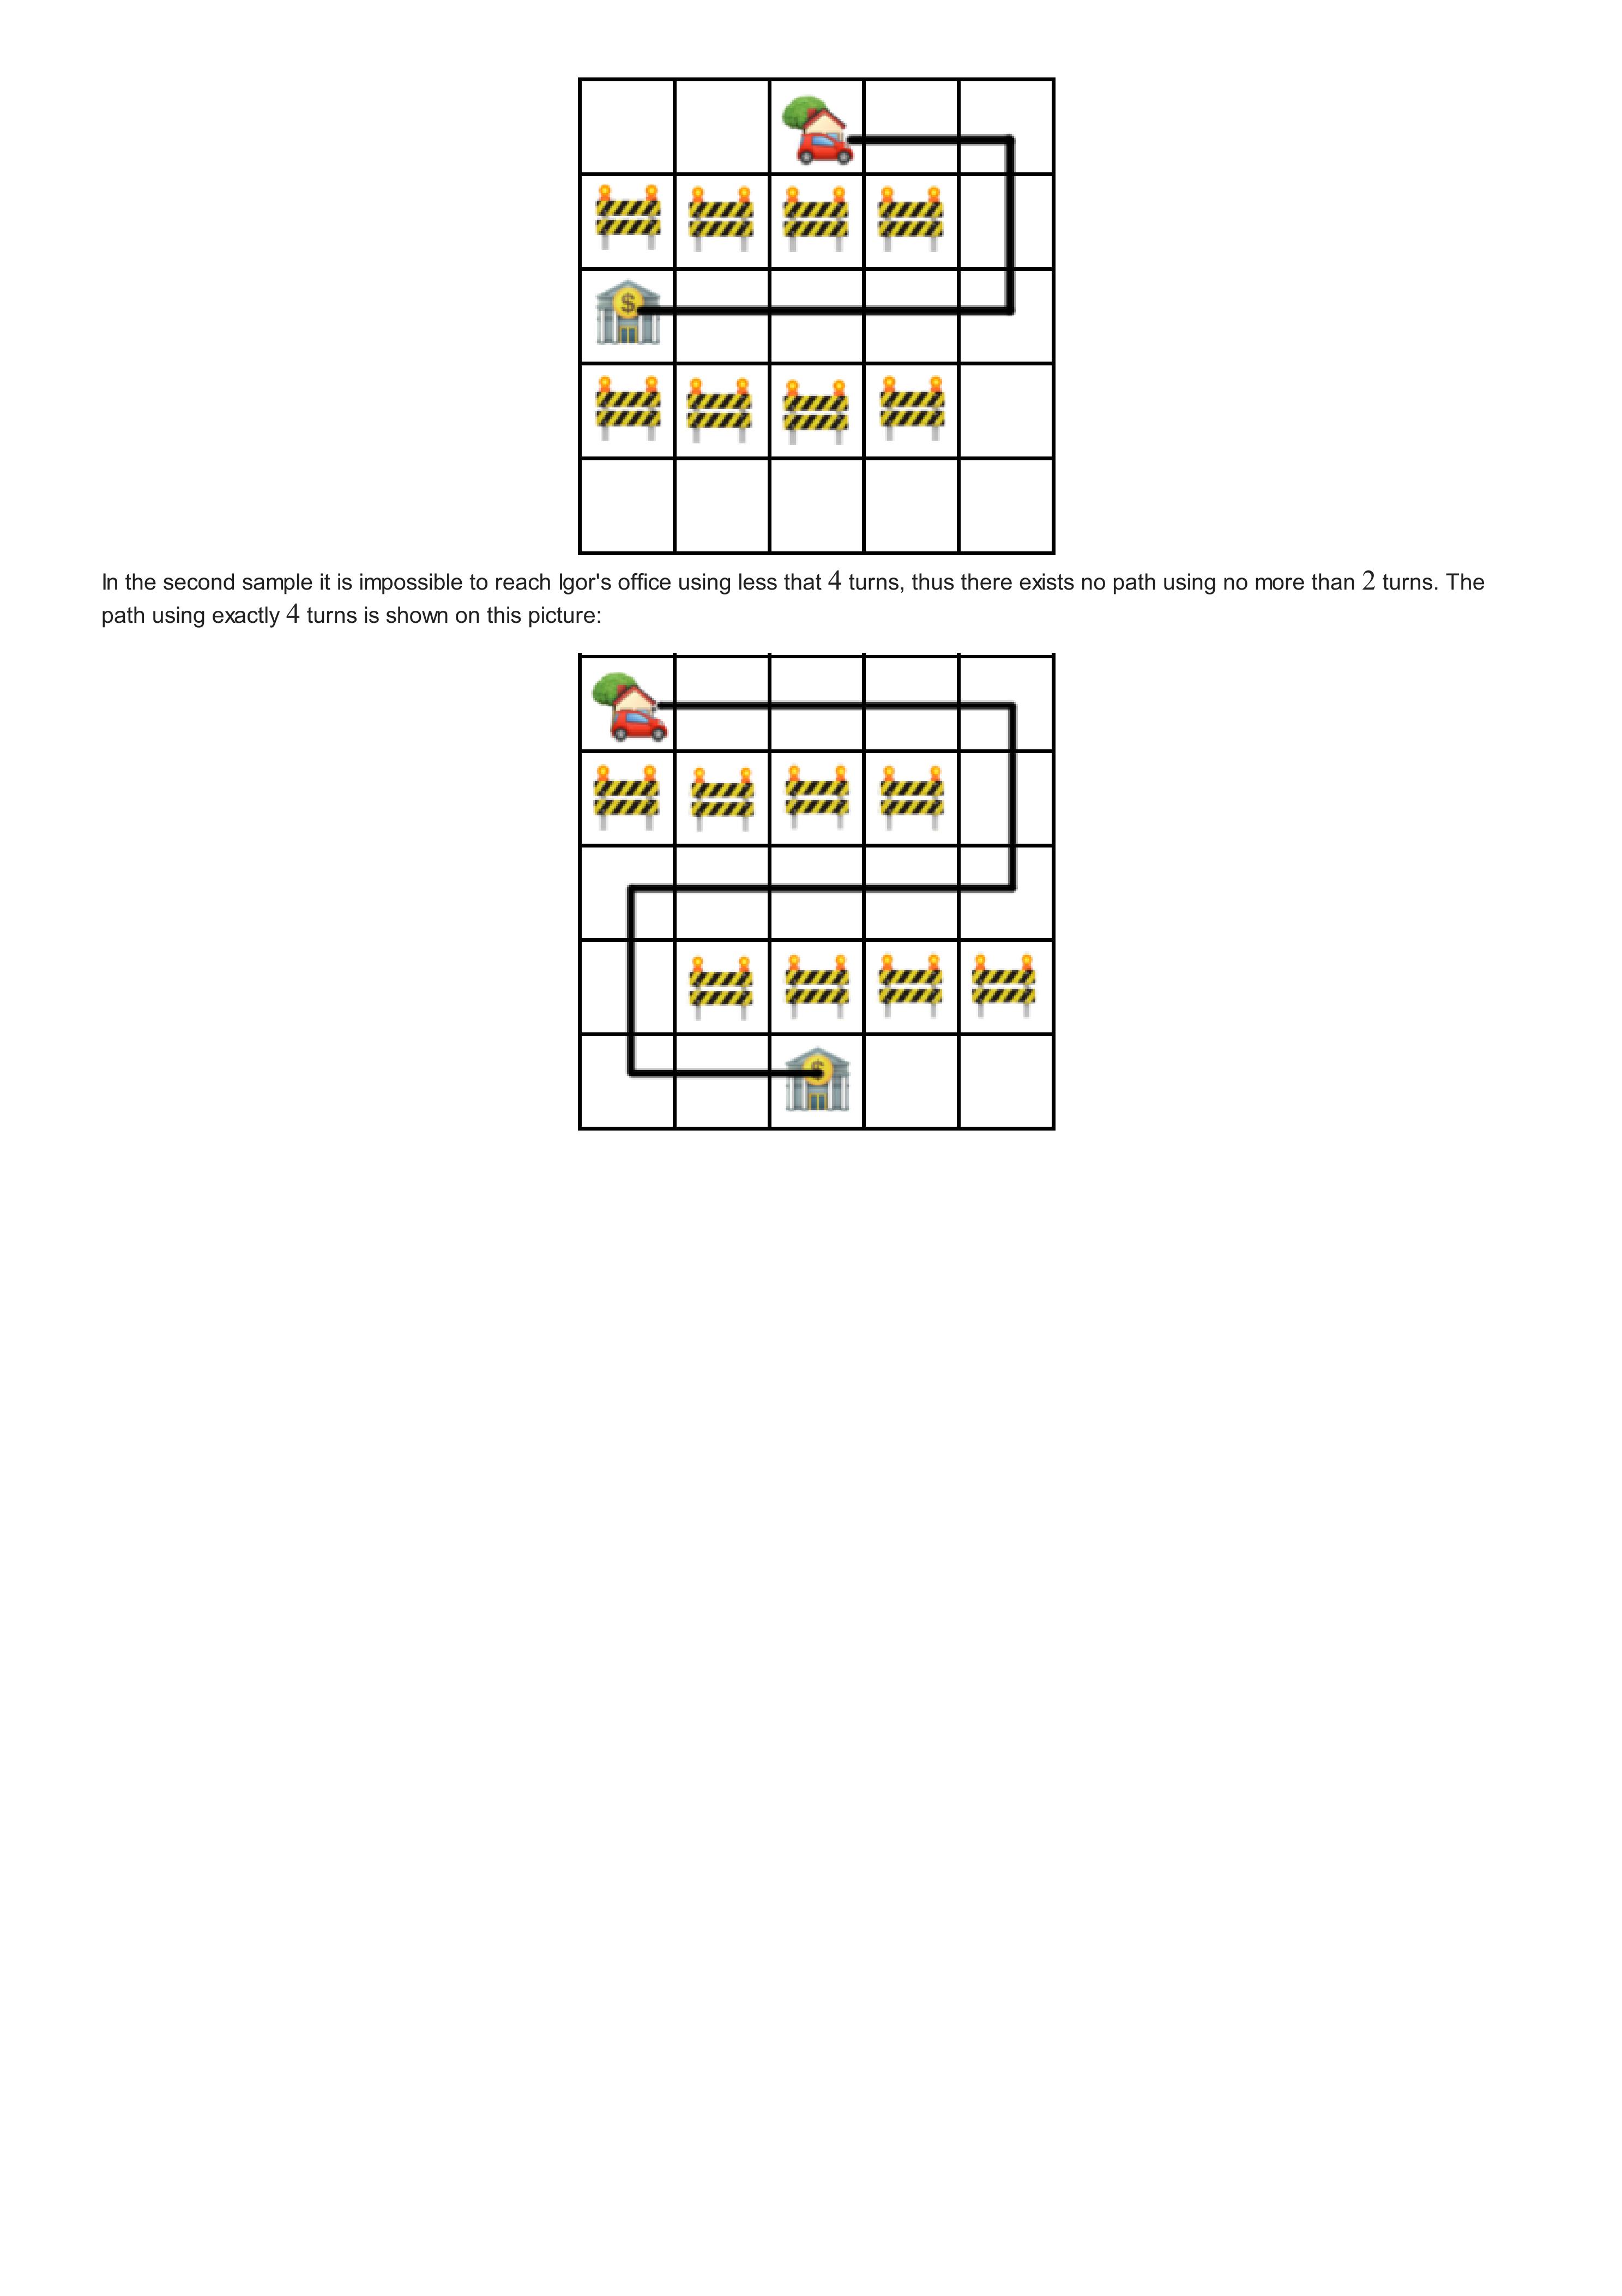 $
In the second sample it is impossible to reach Igor's office using less that 4 turns, thus there exists no path using no more than 2 turns. The
path using exactly 4 turns is shown on this picture:
$